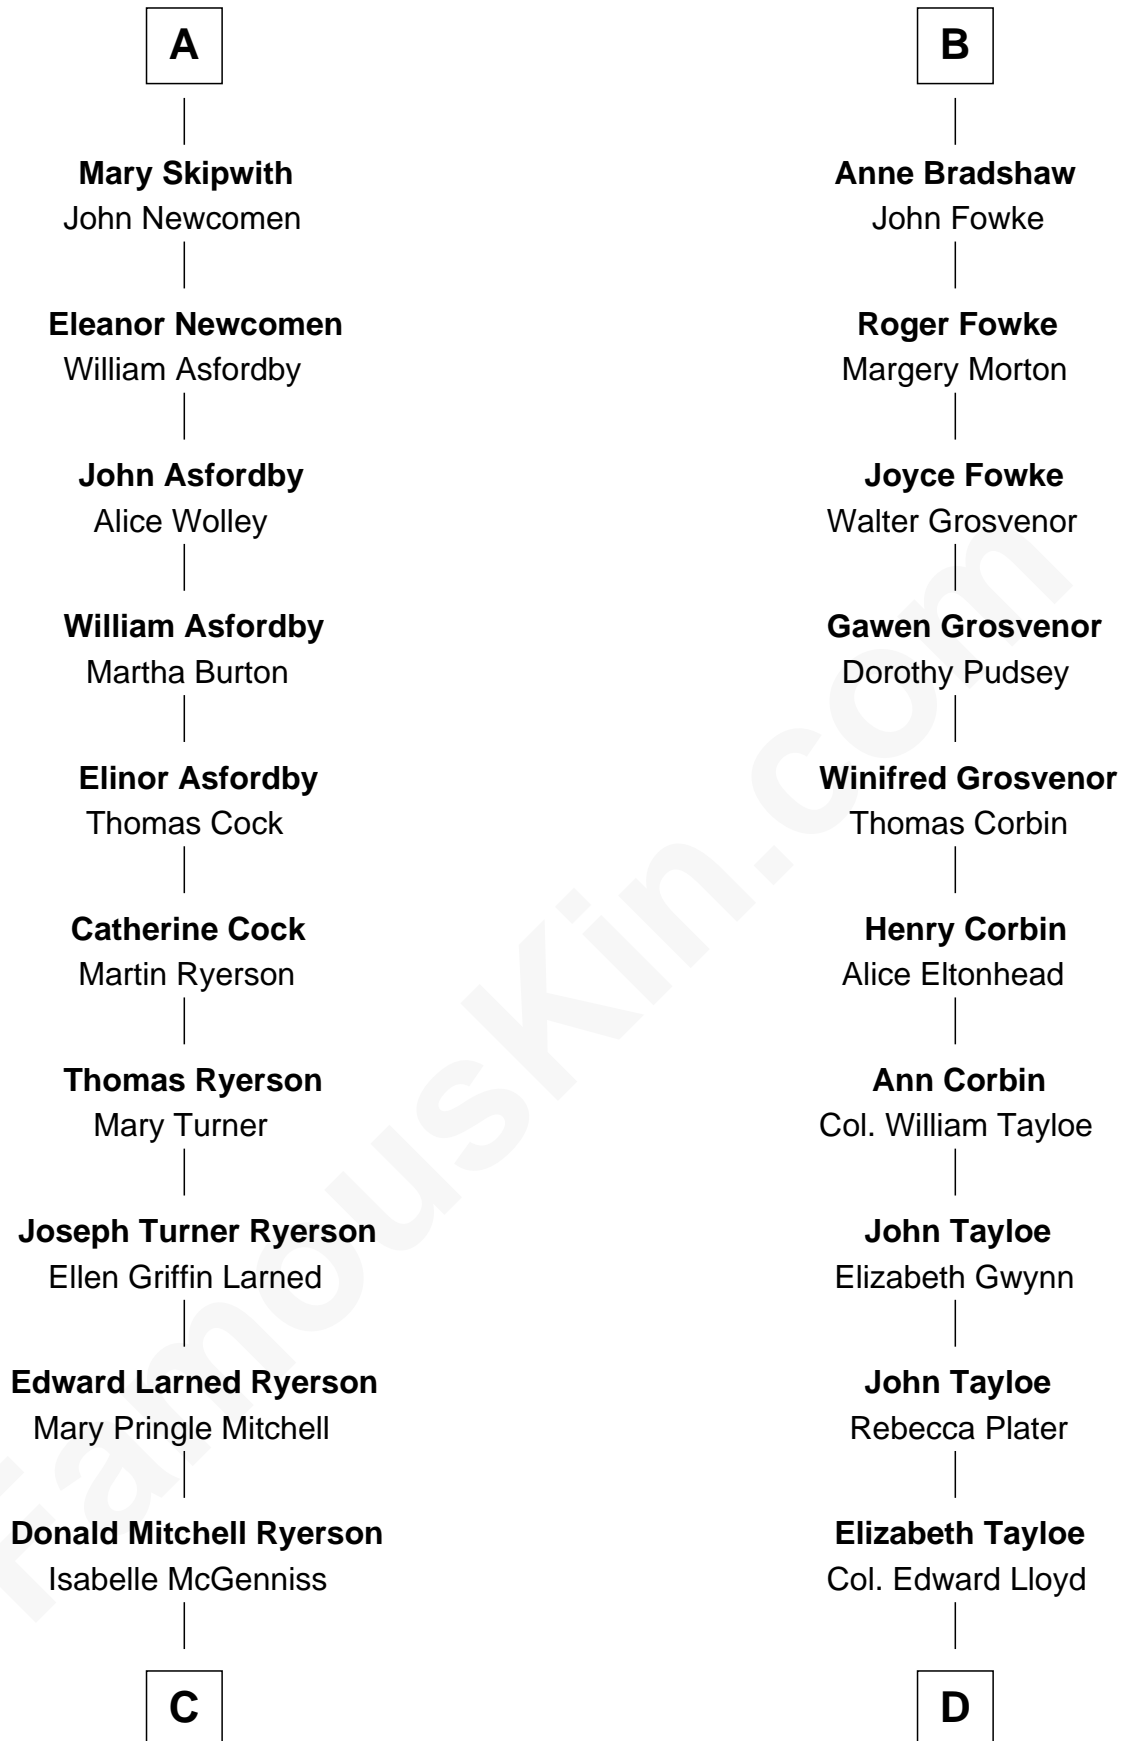 A
Mary Skipwith
John Newcomen
Eleanor Newcomen
William Asfordby
John Asfordby
Alice Wolley
William Asfordby
Martha Burton
Elinor Asfordby
Thomas Cock
Catherine Cock
Martin Ryerson
Thomas Ryerson
Mary Turner
Joseph Turner Ryerson
Ellen Griffin Larned
Edward Larned Ryerson
Mary Pringle Mitchell
Donald Mitchell Ryerson
Isabelle McGenniss
C
B
Anne Bradshaw
John Fowke
Roger Fowke
Margery Morton
Joyce Fowke
Walter Grosvenor
Gawen Grosvenor
Dorothy Pudsey
Winifred Grosvenor
Thomas Corbin
Henry Corbin
Alice Eltonhead
Ann Corbin
Col. William Tayloe
John Tayloe
Elizabeth Gwynn
John Tayloe
Rebecca Plater
Elizabeth Tayloe
Col. Edward Lloyd
D
FamousKin.com